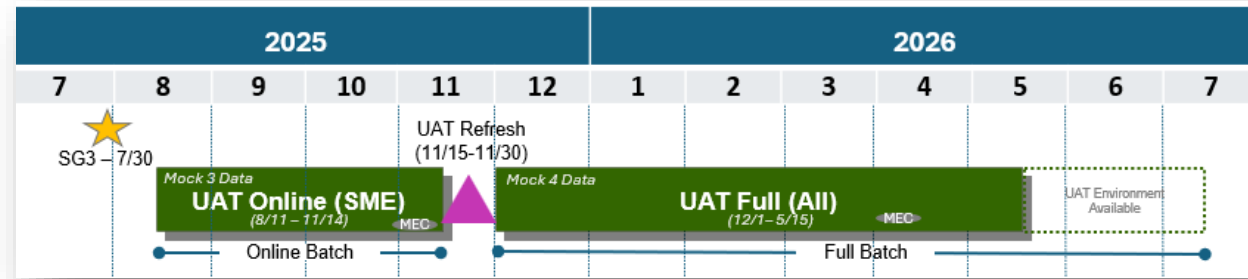 2025 2026
7 8 9 10 11 12 1 2 3 4 5 6 7
UAT Refresh
(11/15-11/30)
SG3 – 7/30
Mock 3 Data
UAT Online (SME)
(8/11 – 11/14)
MEC
Mock 4 Data
UAT Full (All)
(12/1– 5/15)
MEC
UAT Environment
Available
Online Batch
Full Batch